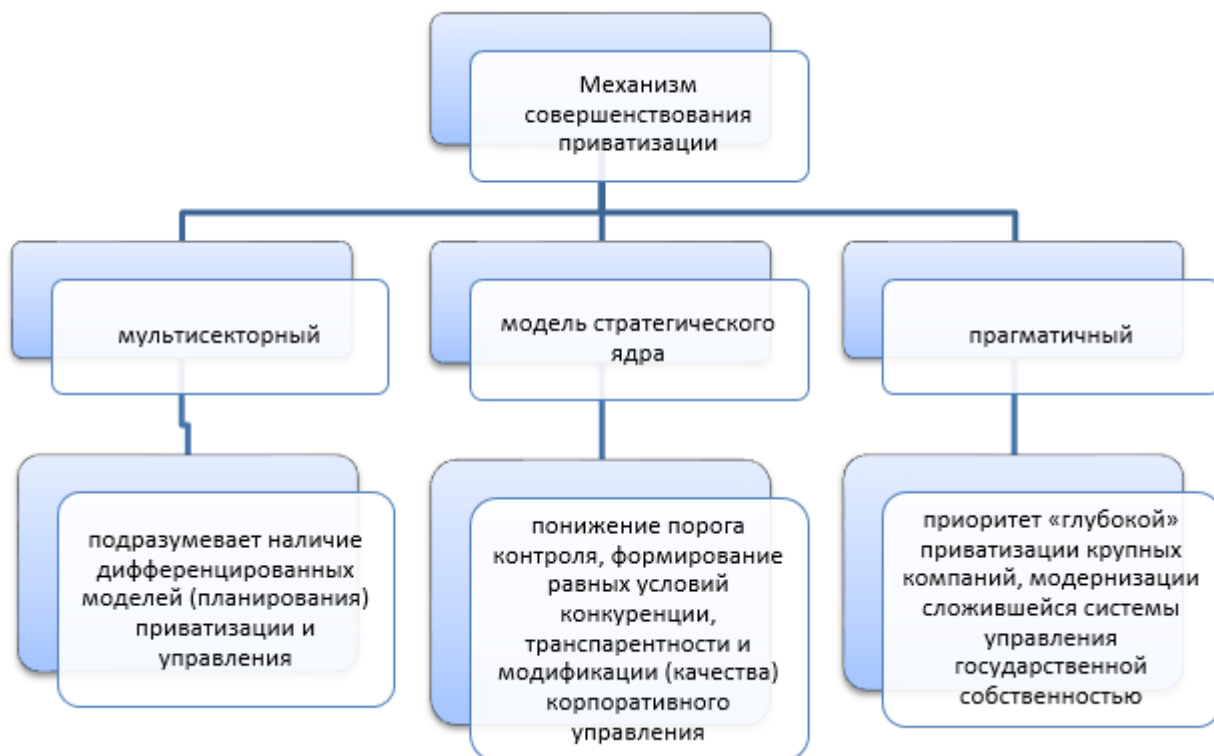 Механизм
совершенствования
приватизации
мультисекторный
модель стратегического
ядра
прагматичный
подразумевает наличие
дифференцированных
моделей (планирования)
приватизации и
управления
понижение порога
контроля, формирование
равных условий
конкуренции,
транспарентности и
модификации (качества)
корпоративного
управления
приоритет «глубокой»
приватизации крупных
компаний, модернизации
сложившейся системы
управления
государственной
собственностью